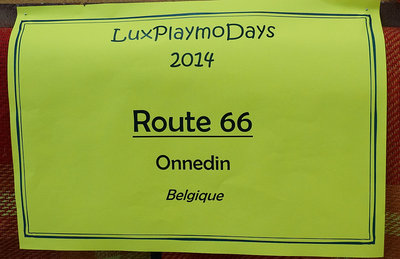 LuxPlaymoDays
2014
Route 66
Onnedin
Belgique